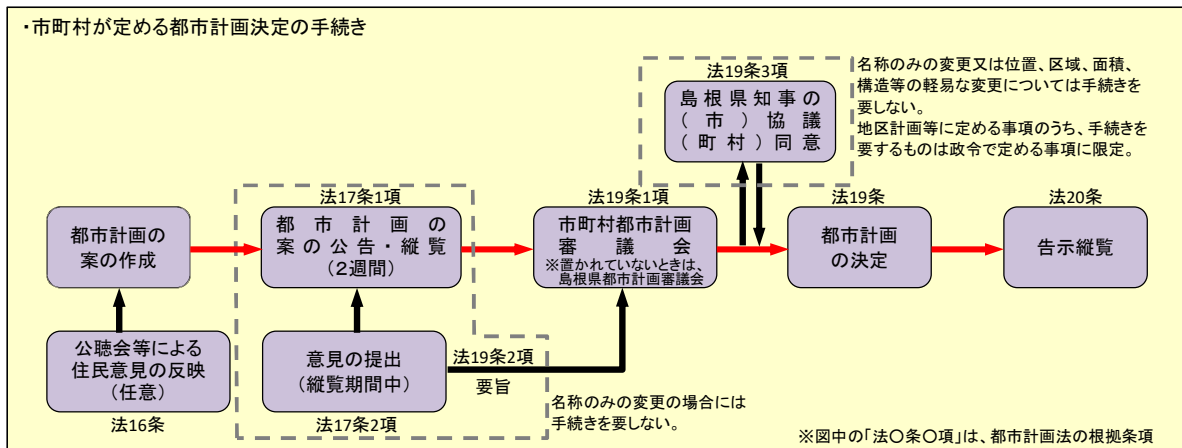 ・市町村が定める都市計画決定の手続き
法19条3項
島根県知事の
(市)協議
(町村)同意
名称のみの変更又は位置、区域、面積、
構造等の軽易な変更については手続きを
要しない。
地区計画等に定める事項のうち、手続きを
要するものは政令で定める事項に限定。
都市計画の
案の作成
法17条1項
都市計画の
案の公告・縦覧
(2週間)
法19条1項
市町村都市計画
審議会
※置かれていないときは、
島根県都市計画審議会
法19条
都市計画
の決定
法20条
告示縦覧
公聴会等による
住民意見の反映
(任意)
法16条
意見の提出
(縦覧期間中)
法17条2項
法19条2項
要旨
名称のみの変更の場合には
手続きを要しない。
※図中の「法〇条〇項」は、都市計画法の根拠条項